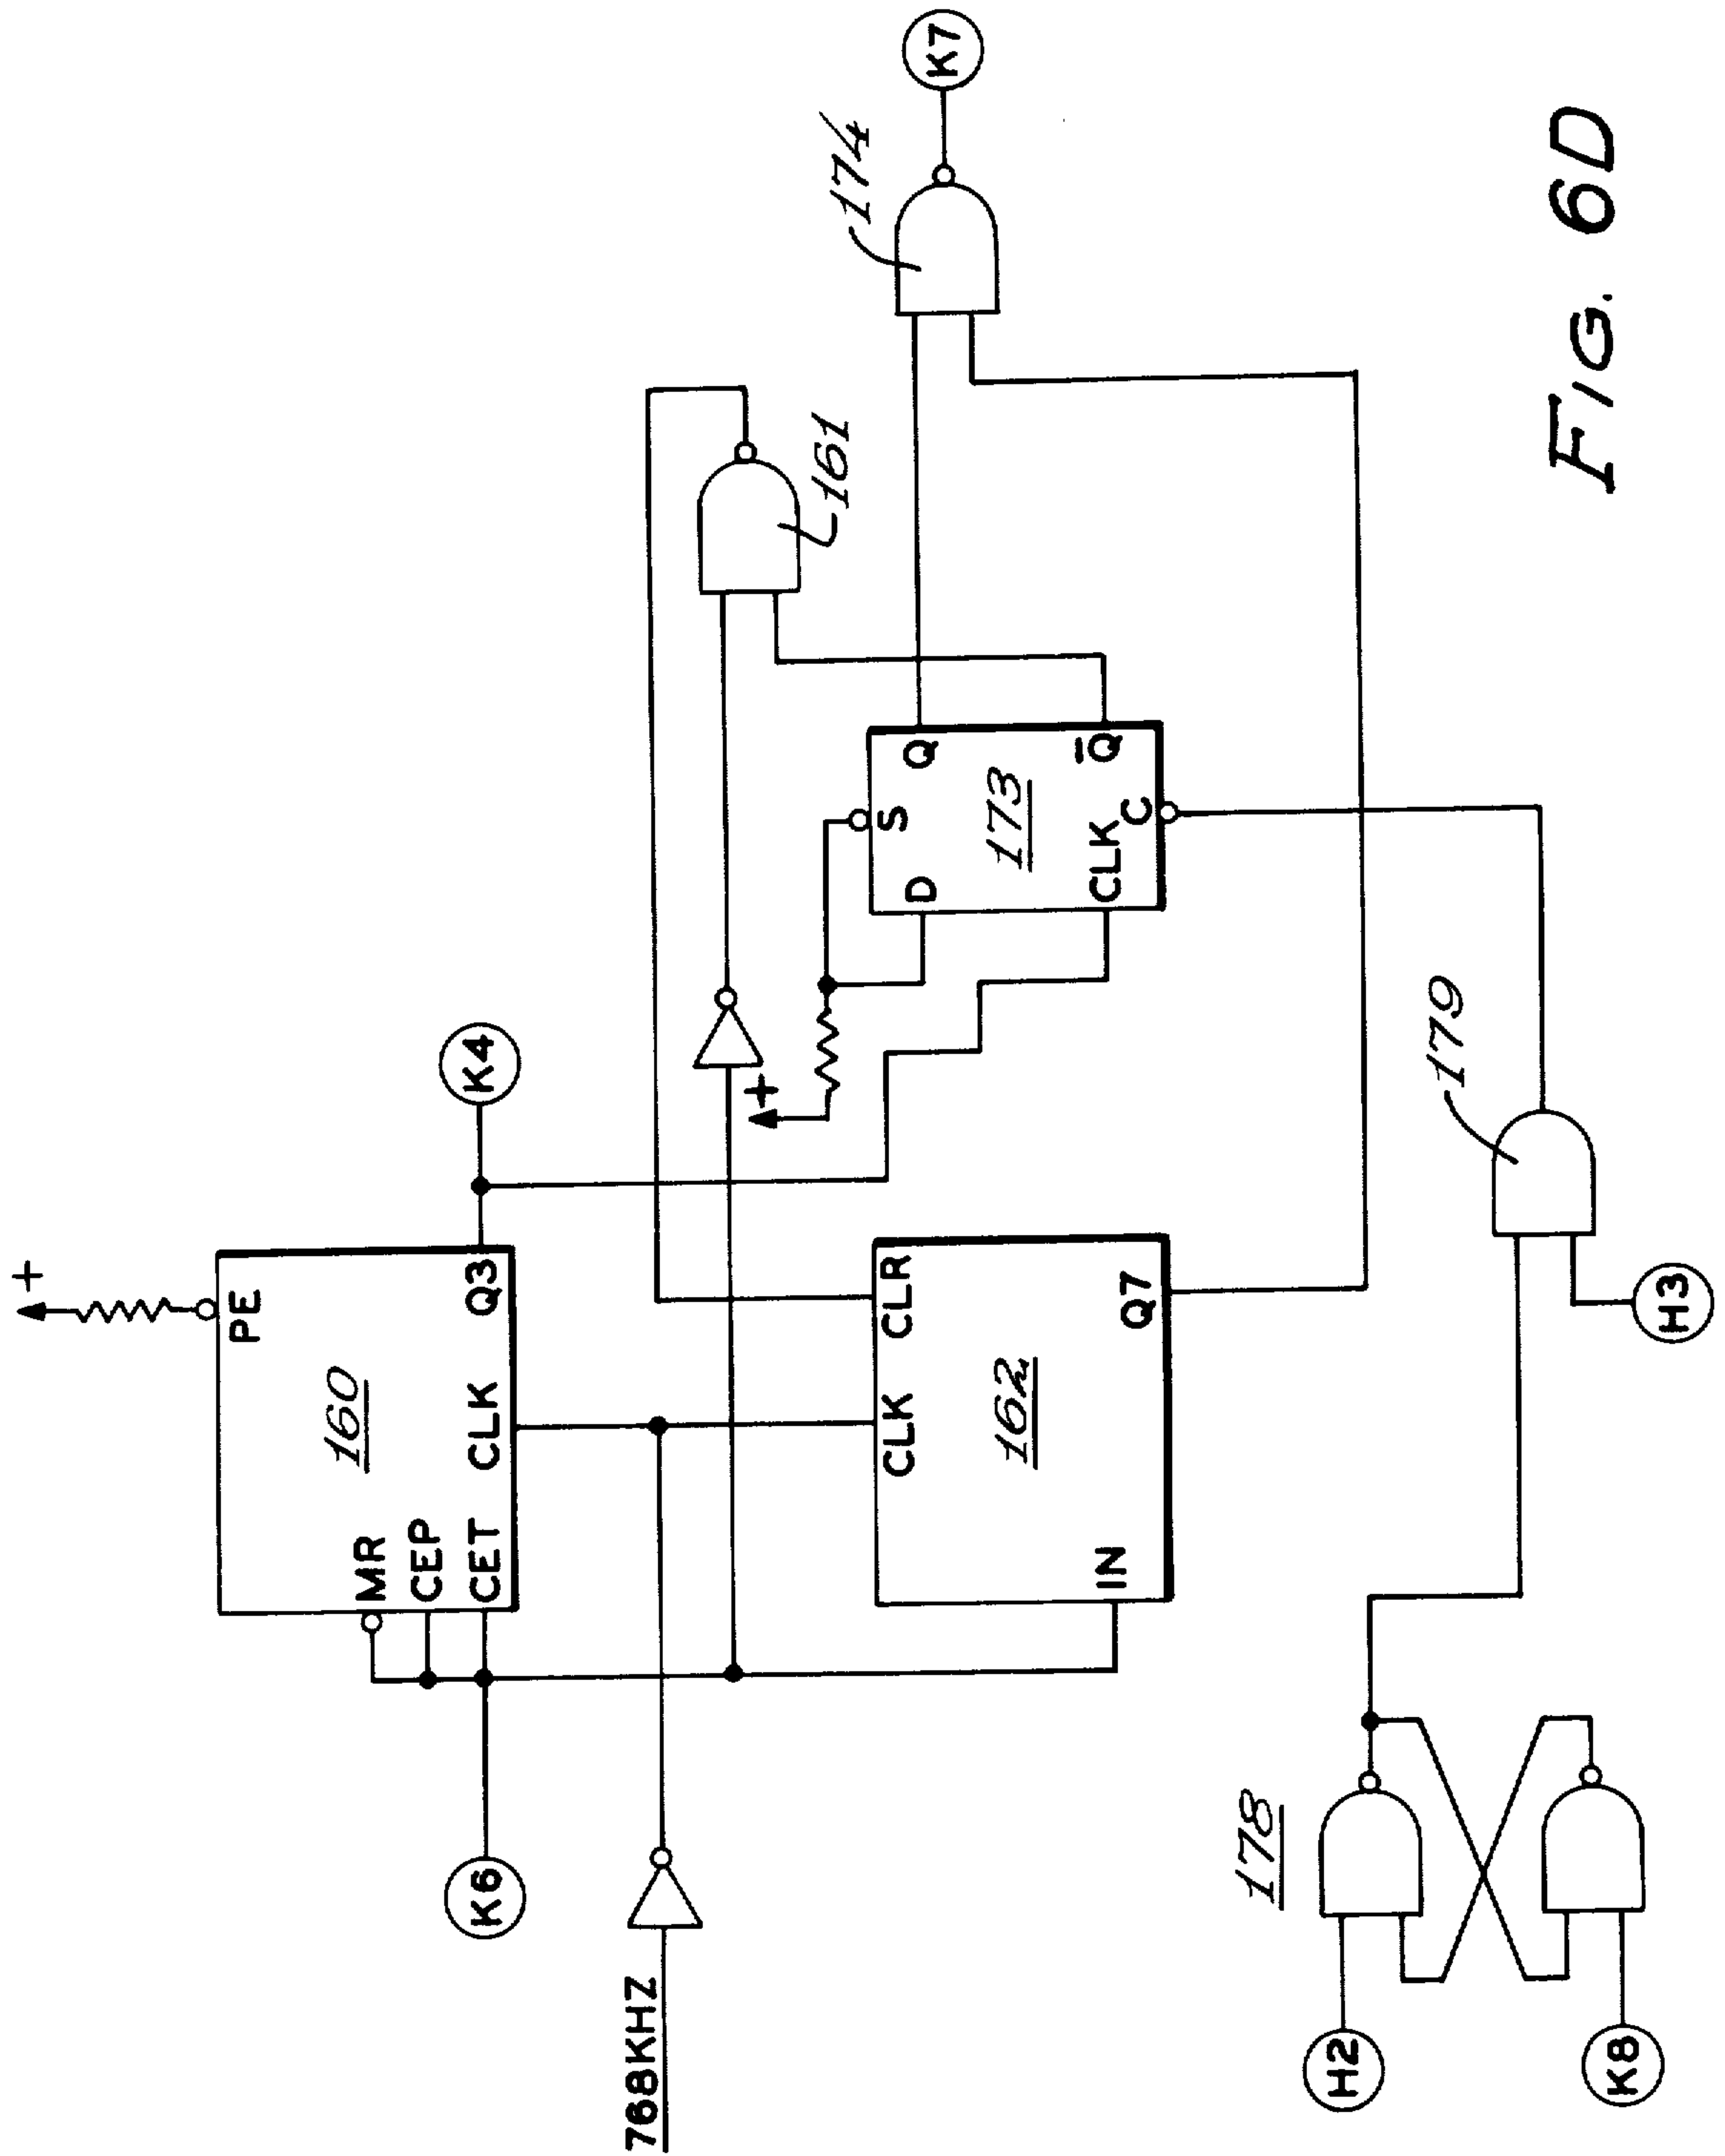 +
PE
160
MR
CEP
CET
CLK
Q3
K4
K6
768KHZ
CLK
CLR
162
IN
Q7
+
D
S
Q
173
CLK
C
Q̅
161
174
K7
178
H2
K8
179
H3
FIG. 6D